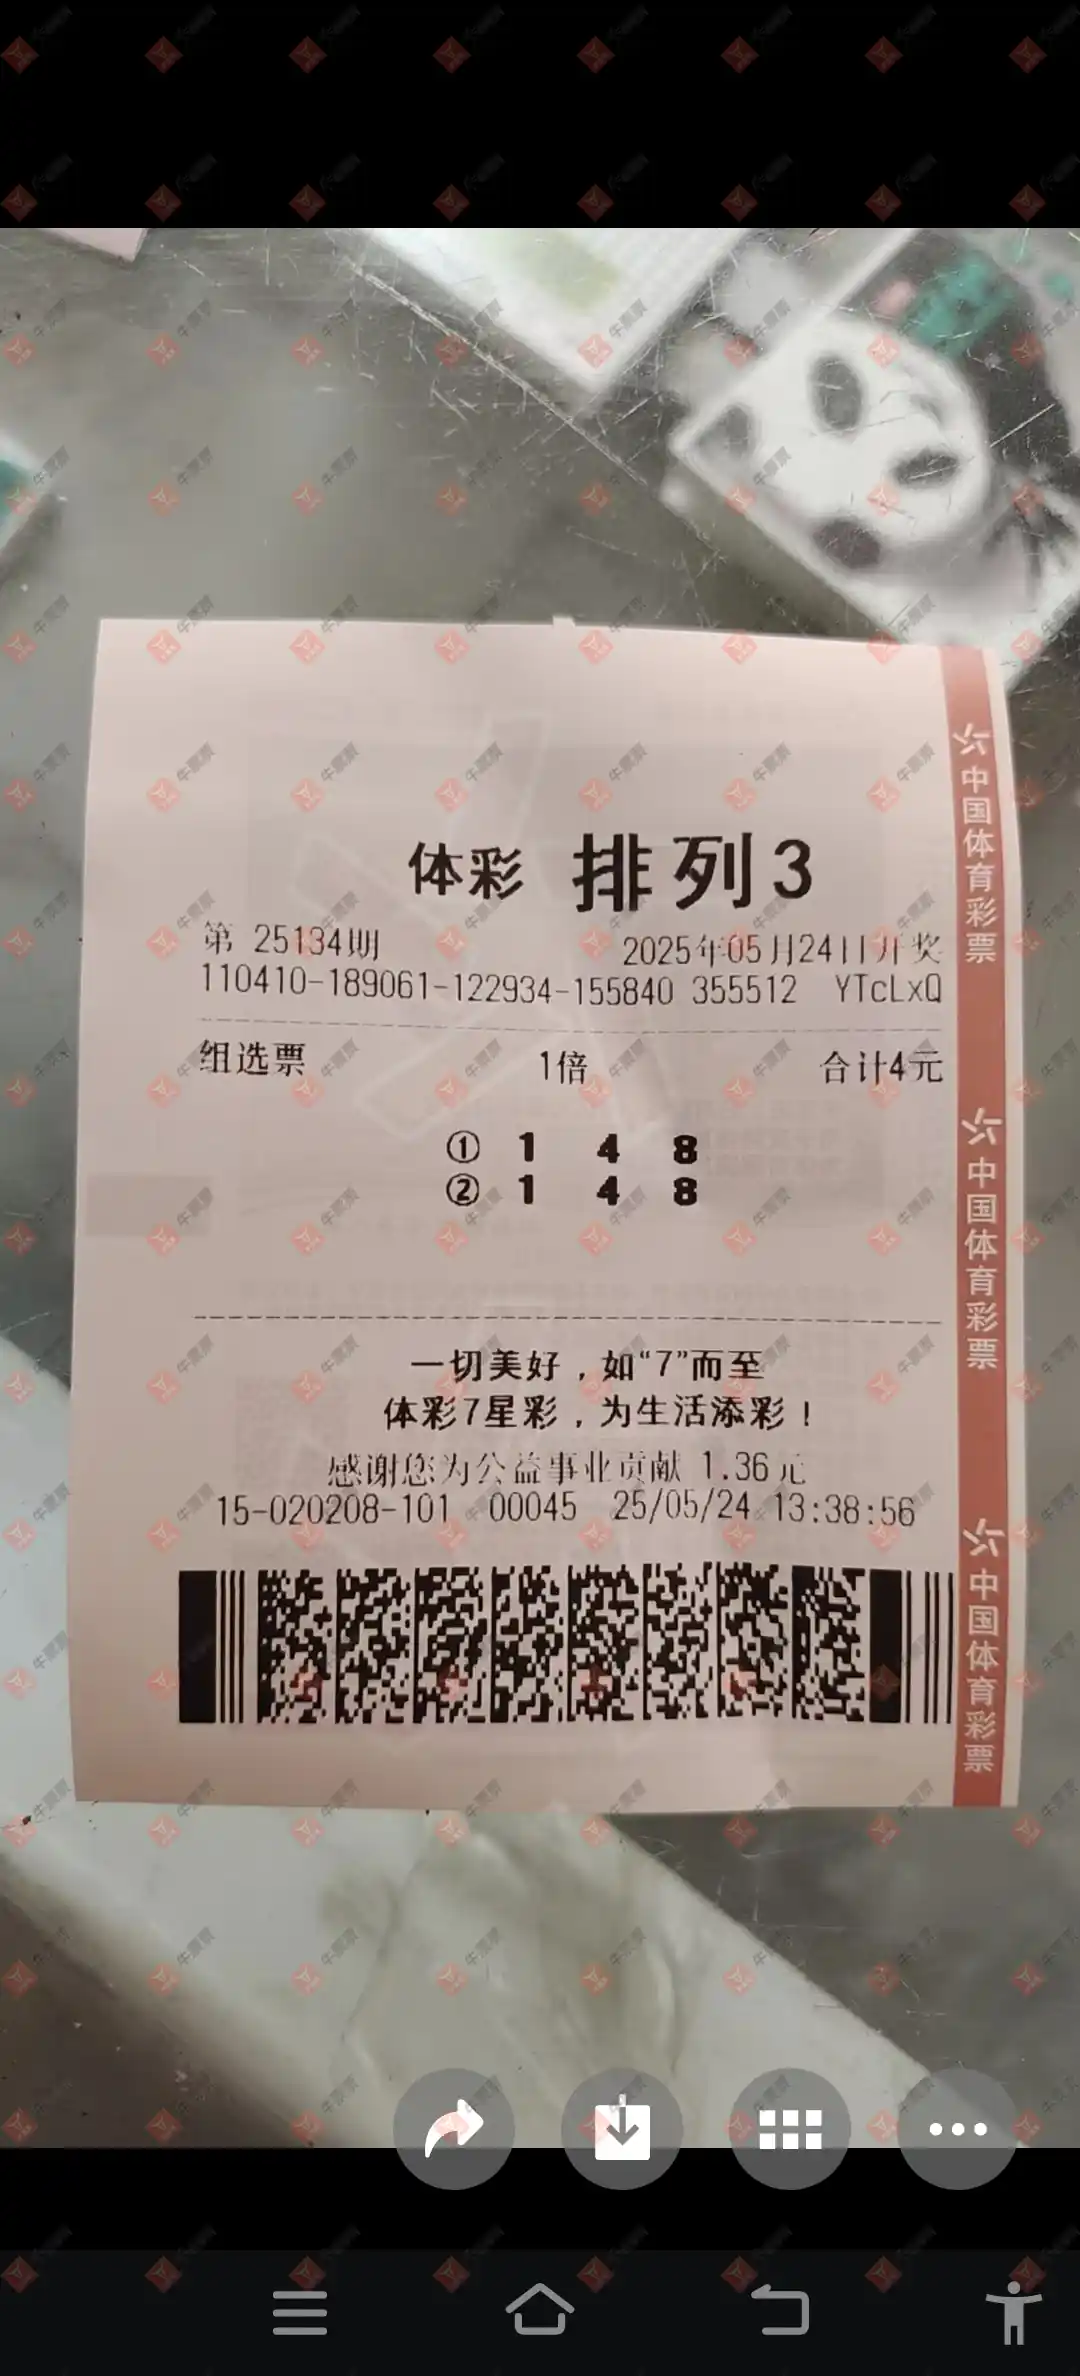 体彩 排列3
第 25134期 2025年05月24日开奖
110410-189061-122934-155840 355512 YTcLxQ
组选票 1倍 合计4元
① 1 4 8
② 1 4 8
一切美好，如“7”而至
体彩7星彩，为生活添彩！
感谢您为公益事业贡献 1.36元
15-020208-101 00045 25/05/24 13:38:56
中国体育彩票
中国体育彩票
中国体育彩票